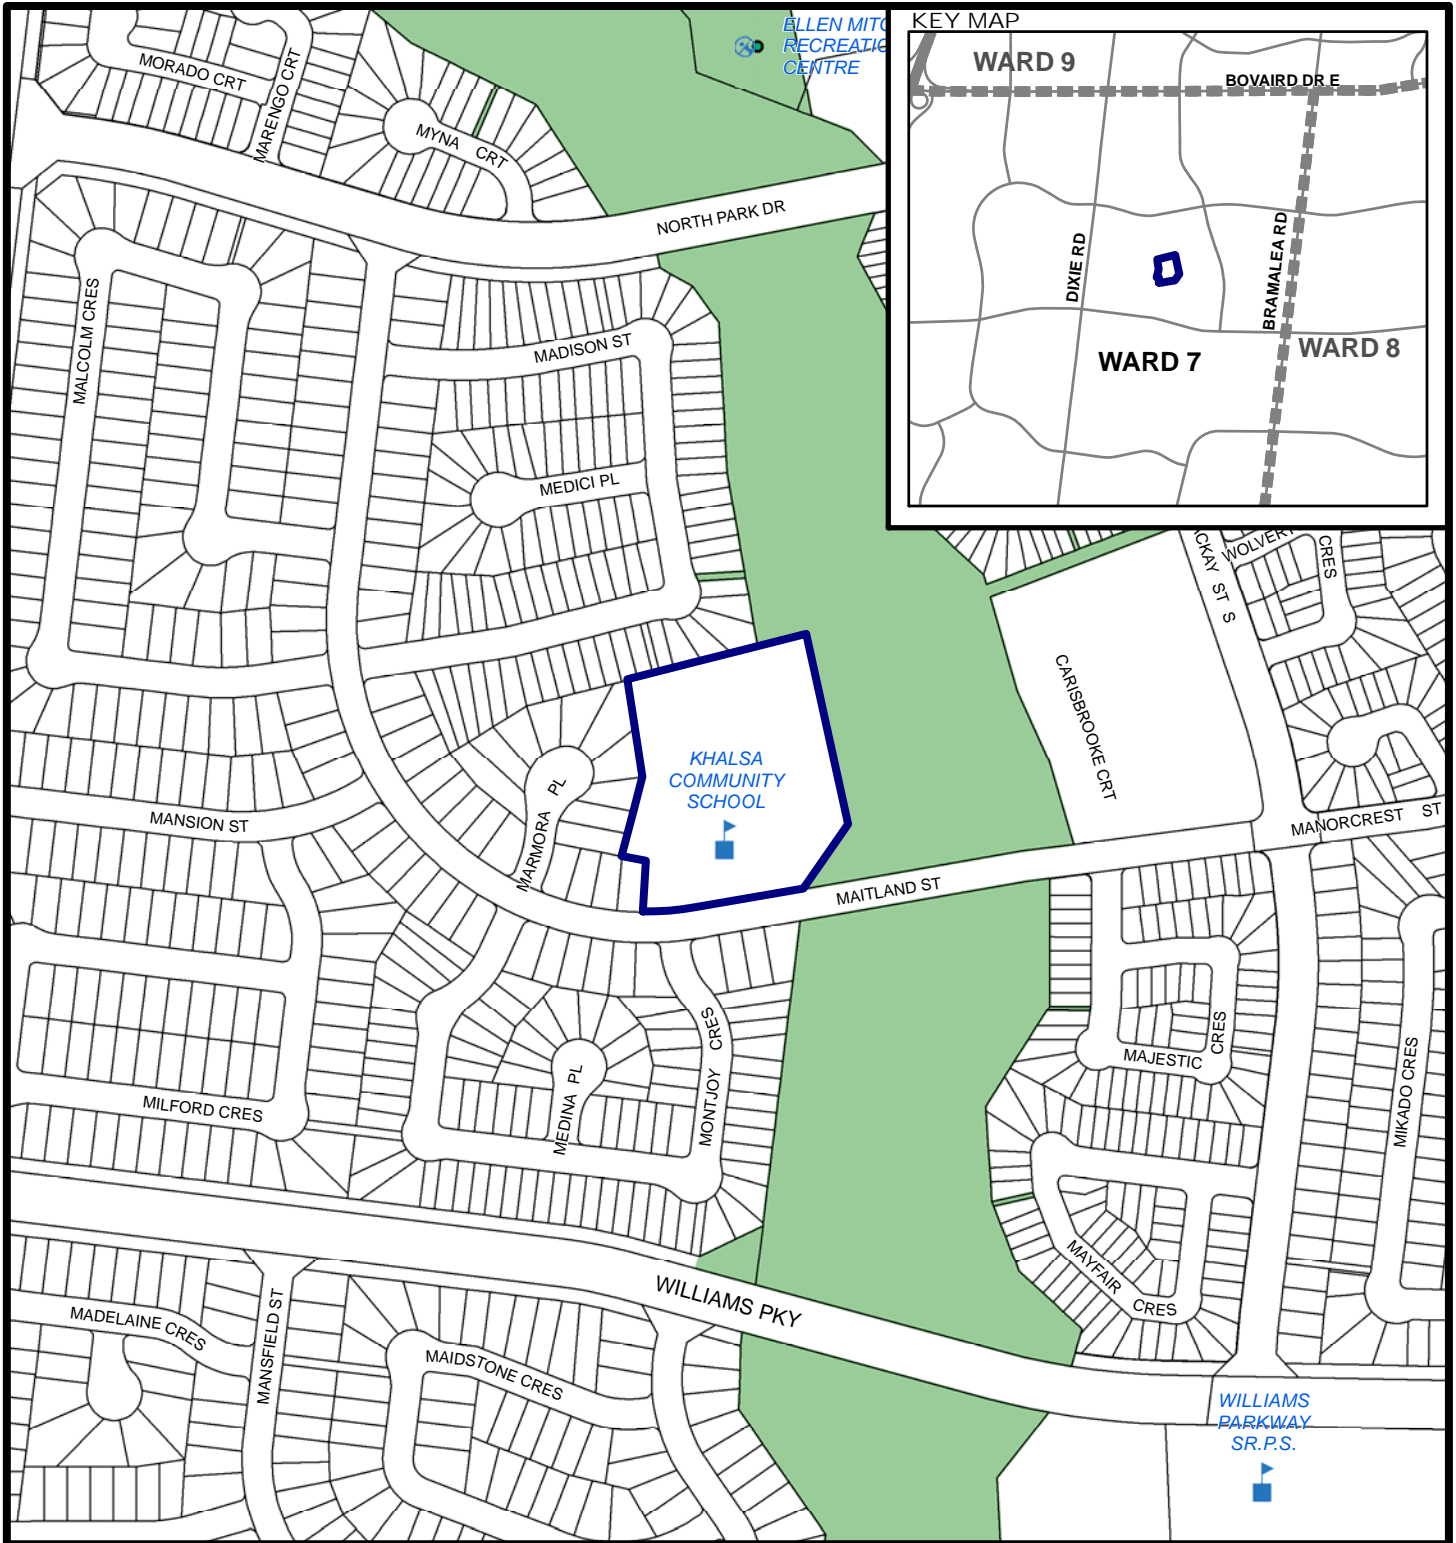 ELLEN MITC
RECREATIO
CENTRE
KEY MAP
WARD 9
BOVAIRD DR E
DIXIE RD
BRAMALEA RD
WARD 7
WARD 8
MORADO CRT
MARENGO CRT
MYNA CRT
NORTH PARK DR
MALCOLM CRES
MADISON ST
MEDICI PL
CKAY ST S
WOLVERT
CRES
CARISBROOKE CRT
KHALSA
COMMUNITY
SCHOOL
MARMORA PL
MANSION ST
MANORCREST ST
MAITLAND ST
MONTJOY CRES
MEDINA PL
MAJESTIC
CRES
MIKADO CRES
MILFORD CRES
MAYFAIR
CRES
WILLIAMS PKY
MADELAINE CRES
MANSFIELD ST
MAIDSTONE CRES
WILLIAMS
PARKWAY
SR.P.S.